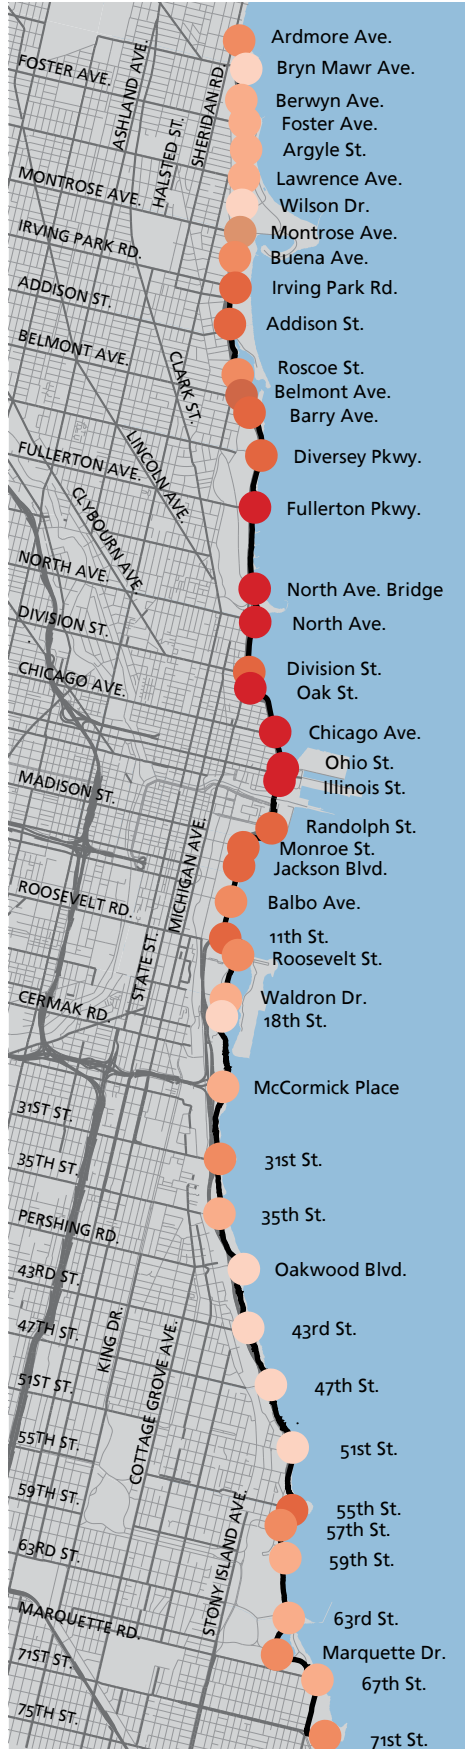 Ardmore Ave.
Bryn Mawr Ave.
Berwyn Ave.
Foster Ave.
Argyle St.
Lawrence Ave.
Wilson Dr.
Montrose Ave.
Buena Ave.
Irving Park Rd.
Addison St.
Roscoe St.
Belmont Ave.
Barry Ave.
Diversey Pkwy.
Fullerton Pkwy.
North Ave. Bridge
North Ave.
Division St.
Oak St.
Chicago Ave.
Ohio St.
Illinois St.
Randolph St.
Monroe St.
Jackson Blvd.
Balbo Ave.
11th St.
Roosevelt St.
Waldron Dr.
18th St.
McCormick Place
31st St.
35th St.
Oakwood Blvd.
43rd St.
47th St.
51st St.
55th St.
57th St.
59th St.
63rd St.
Marquette Dr.
67th St.
71st St.
FOSTER AVE.
ASHLAND AVE.
HALSTED ST.
SHERIDAN RD.
MONTROSE AVE.
IRVING PARK RD.
ADDISON ST.
BELMONT AVE.
CLARK ST.
FULLERTON AVE.
LINCOLN AVE.
CLYBOURN AVE.
NORTH AVE.
DIVISION ST.
CHICAGO AVE.
MADISON ST.
MICHIGAN AVE.
ROOSEVELT RD.
STATE ST.
CERMAK RD.
31ST ST.
35TH ST.
PERSHING RD.
43RD ST.
47TH ST.
KING DR.
COTTAGE GROVE AVE.
51ST ST.
55TH ST.
59TH ST.
STONY ISLAND AVE.
63RD ST.
MARQUETTE RD.
71ST ST.
75TH ST.